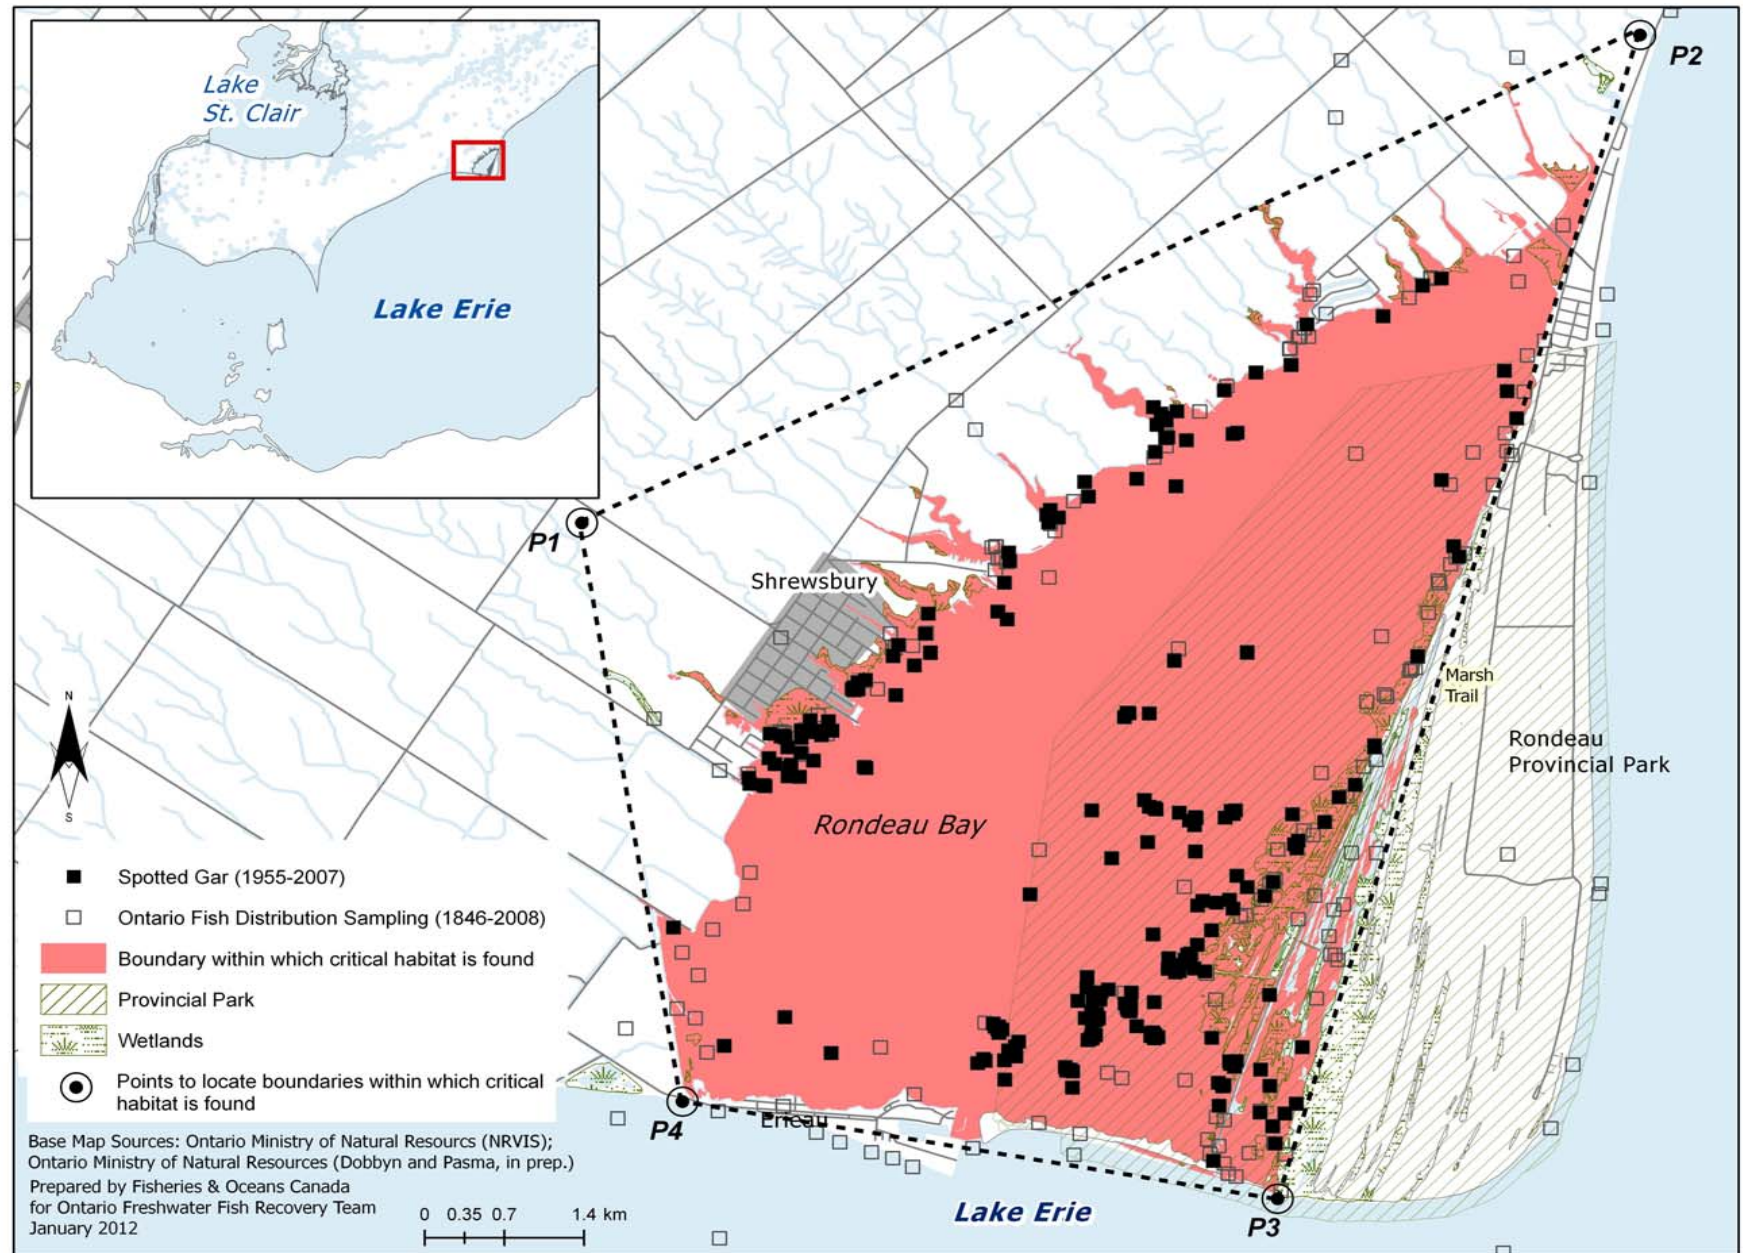 Lake
St. Clair
Lake Erie
P2
P1
Shrewsbury
Marsh
Trail
Rondeau
Provincial Park
Rondeau Bay
N
S
Spotted Gar (1955-2007)
Ontario Fish Distribution Sampling (1846-2008)
Boundary within which critical habitat is found
Provincial Park
Wetlands
Points to locate boundaries within which critical
habitat is found
P4
Erieau
P3
Lake Erie
Base Map Sources: Ontario Ministry of Natural Resourcs (NRVIS);
Ontario Ministry of Natural Resources (Dobbyn and Pasma, in prep.)
Prepared by Fisheries & Oceans Canada
for Ontario Freshwater Fish Recovery Team
January 2012
0 0.35 0.7 1.4 km